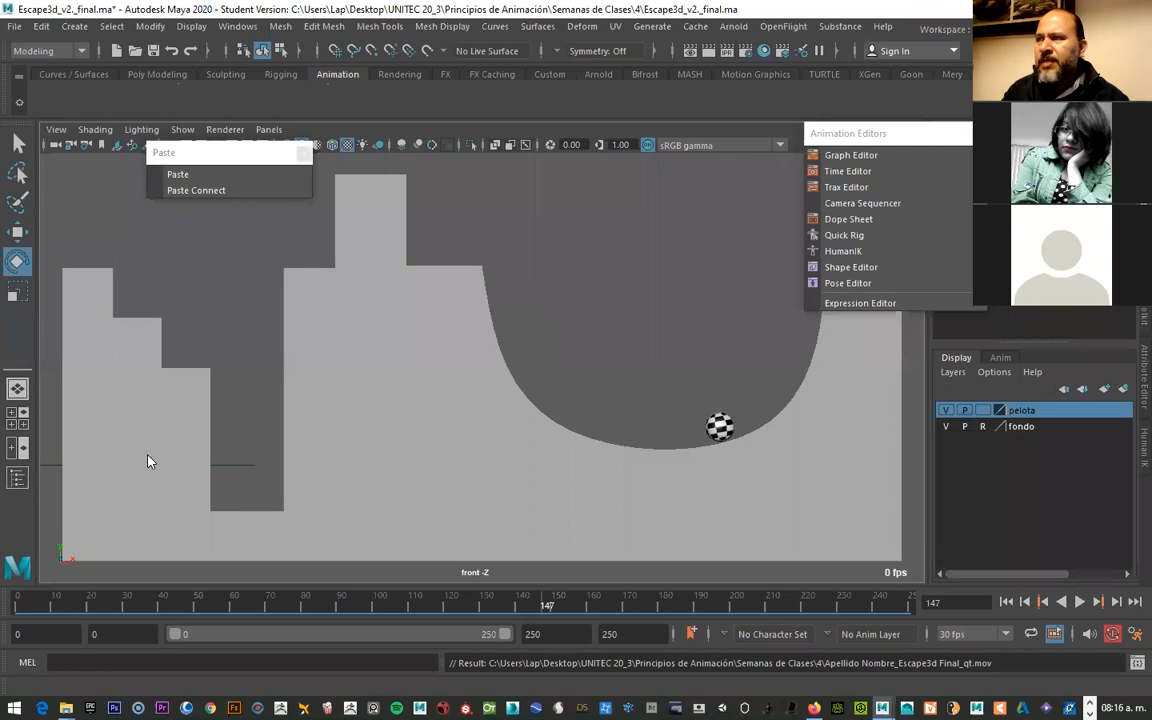 Escape3d_v2._final.ma* - Autodesk Maya 2020 - Student Version: C:\Users\Lap\Desktop\UNITEC 20_3\Principios de Animación\Semanas de Clases\4\Escape3d_v2._final.ma
File Edit Create Select Modify Display Windows Mesh Edit Mesh Mesh Tools Mesh Display Curves Surfaces Deform UV Generate Cache Arnold OpenFlight Substance Help
Workspace :
Modeling No Live Surface Symmetry: Off Sign In
Curves / Surfaces Poly Modeling Sculpting Rigging Animation Rendering FX FX Caching Custom Arnold Bifrost MASH Motion Graphics TURTLE XGen Goon Mery
View Shading Lighting Show Renderer Panels
0.00 1.00 sRGB gamma
Paste
Paste
Paste Connect
Animation Editors
Graph Editor
Time Editor
Trax Editor
Camera Sequencer
Dope Sheet
Quick Rig
HumanIK
Shape Editor
Pose Editor
Expression Editor
Display Anim
Layers Options Help
V P pelota
V P R fondo
Attribute Editor
Human IK
front -Z
0 fps
0 10 20 30 40 50 60 70 80 90 100 110 120 130 140 150 160 170 180 190 200 210 220 230 240
147
147
0 0 0 250 250 250 No Character Set No Anim Layer 30 fps
MEL // Result: C:\Users\Lap\Desktop\UNITEC 20_3\Principios de Animación\Semanas de Clases\4\Apellido Nombre_Escape3d Final_qt.mov
08:16 a. m.